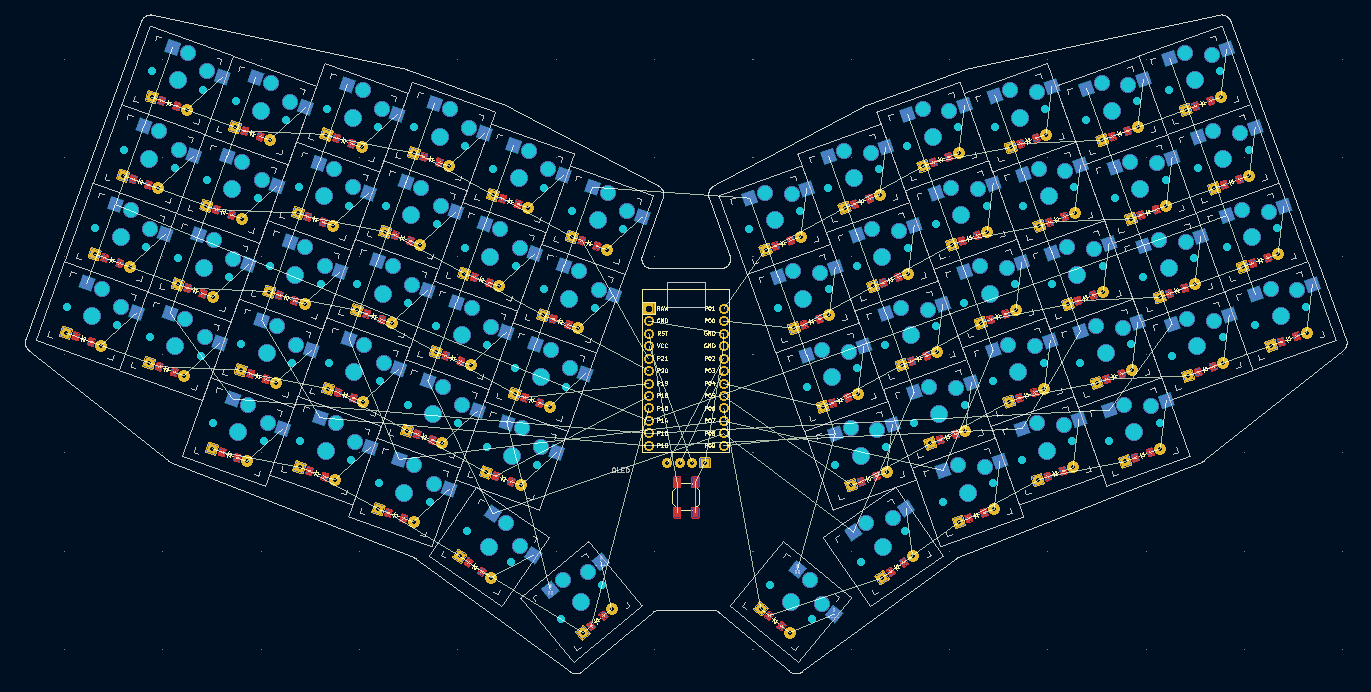 RAW P01
GND P00
RST GND
VCC GND
P21 P02
P20 P03
P19 P04
P18 P05
P15 P06
P14 P07
P16 P08
P10 P09
OLED